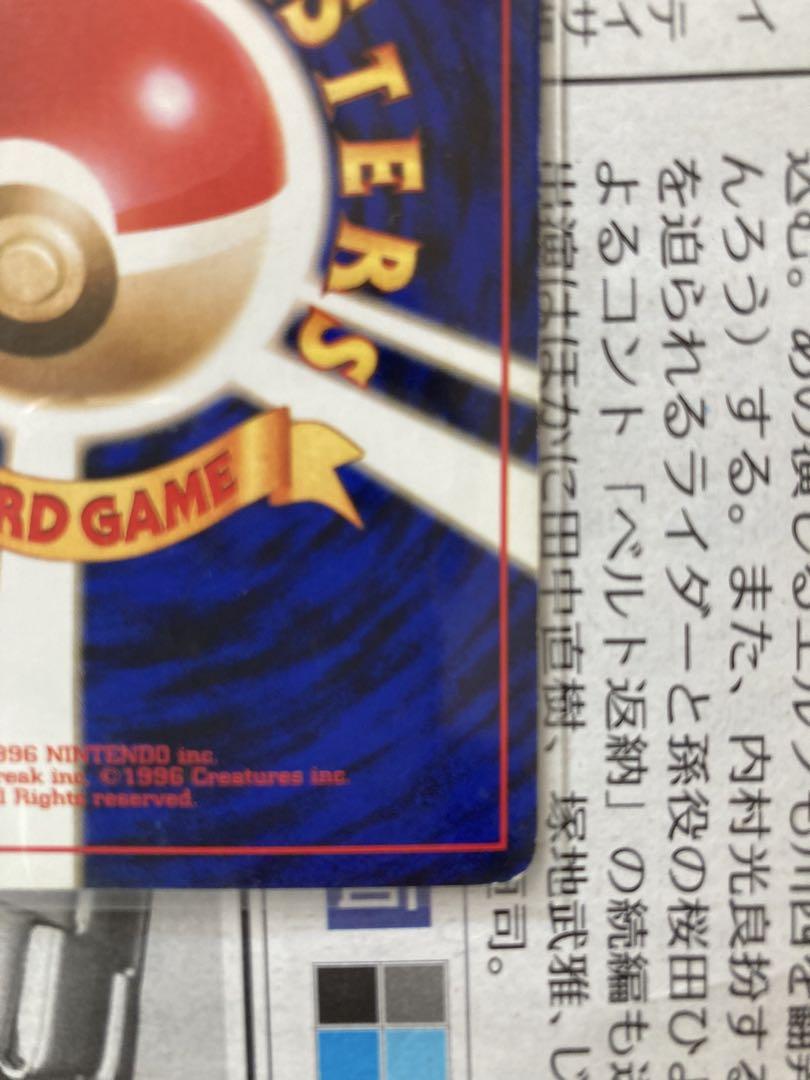 STERS
RD GAME
996 NINTENDO inc.
reak inc. ©1996 Creatures inc.
l Rights reserved.
んろう）する。また、内村光良扮する
を迫られるライダーと孫役の桜田ひよ
よるコント「ベルト返納」の続編も
出演はほかに田中直樹、塚地武雅、じ
司。